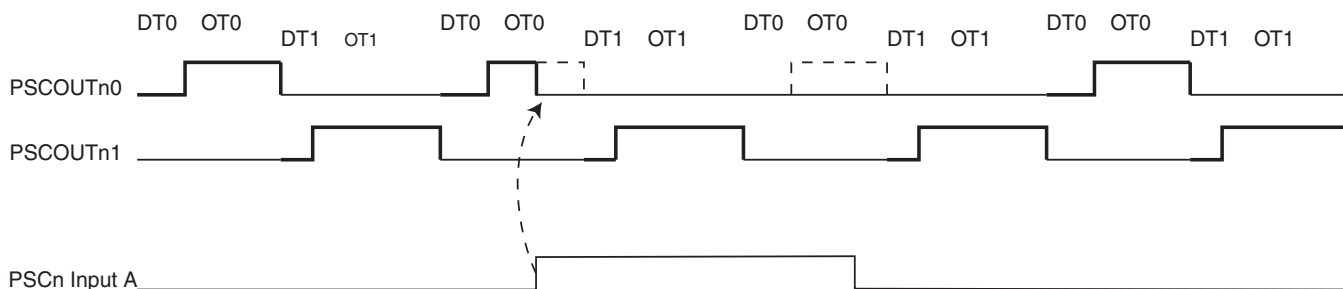 DT0 OT0 DT0 OT0 DT0 OT0 DT0 OT0
DT1 OT1 DT1 OT1 DT1 OT1 DT1 OT1
PSCOUTn0
PSCOUTn1
PSCn Input A